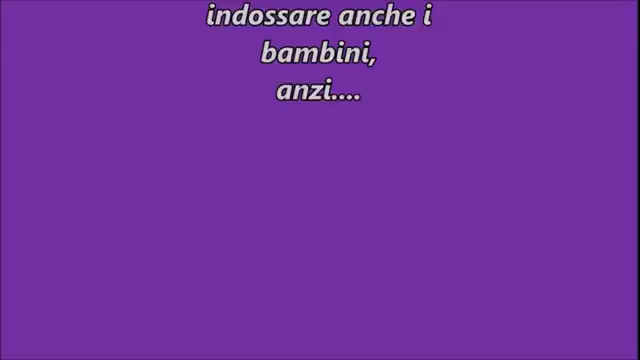 indossare anche i
bambini,
anzi....